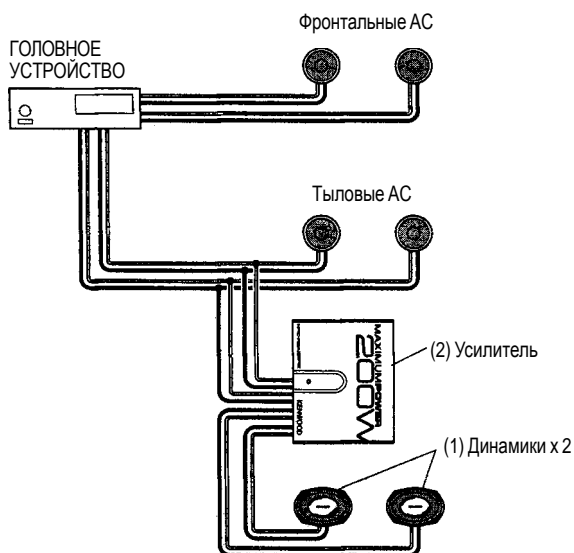 Фронтальные АС
ГОЛОВНОЕ
УСТРОЙСТВО
Тыловые АС
MAXIMUM POWER
200W
KENWOOD
(2) Усилитель
(1) Динамики x 2